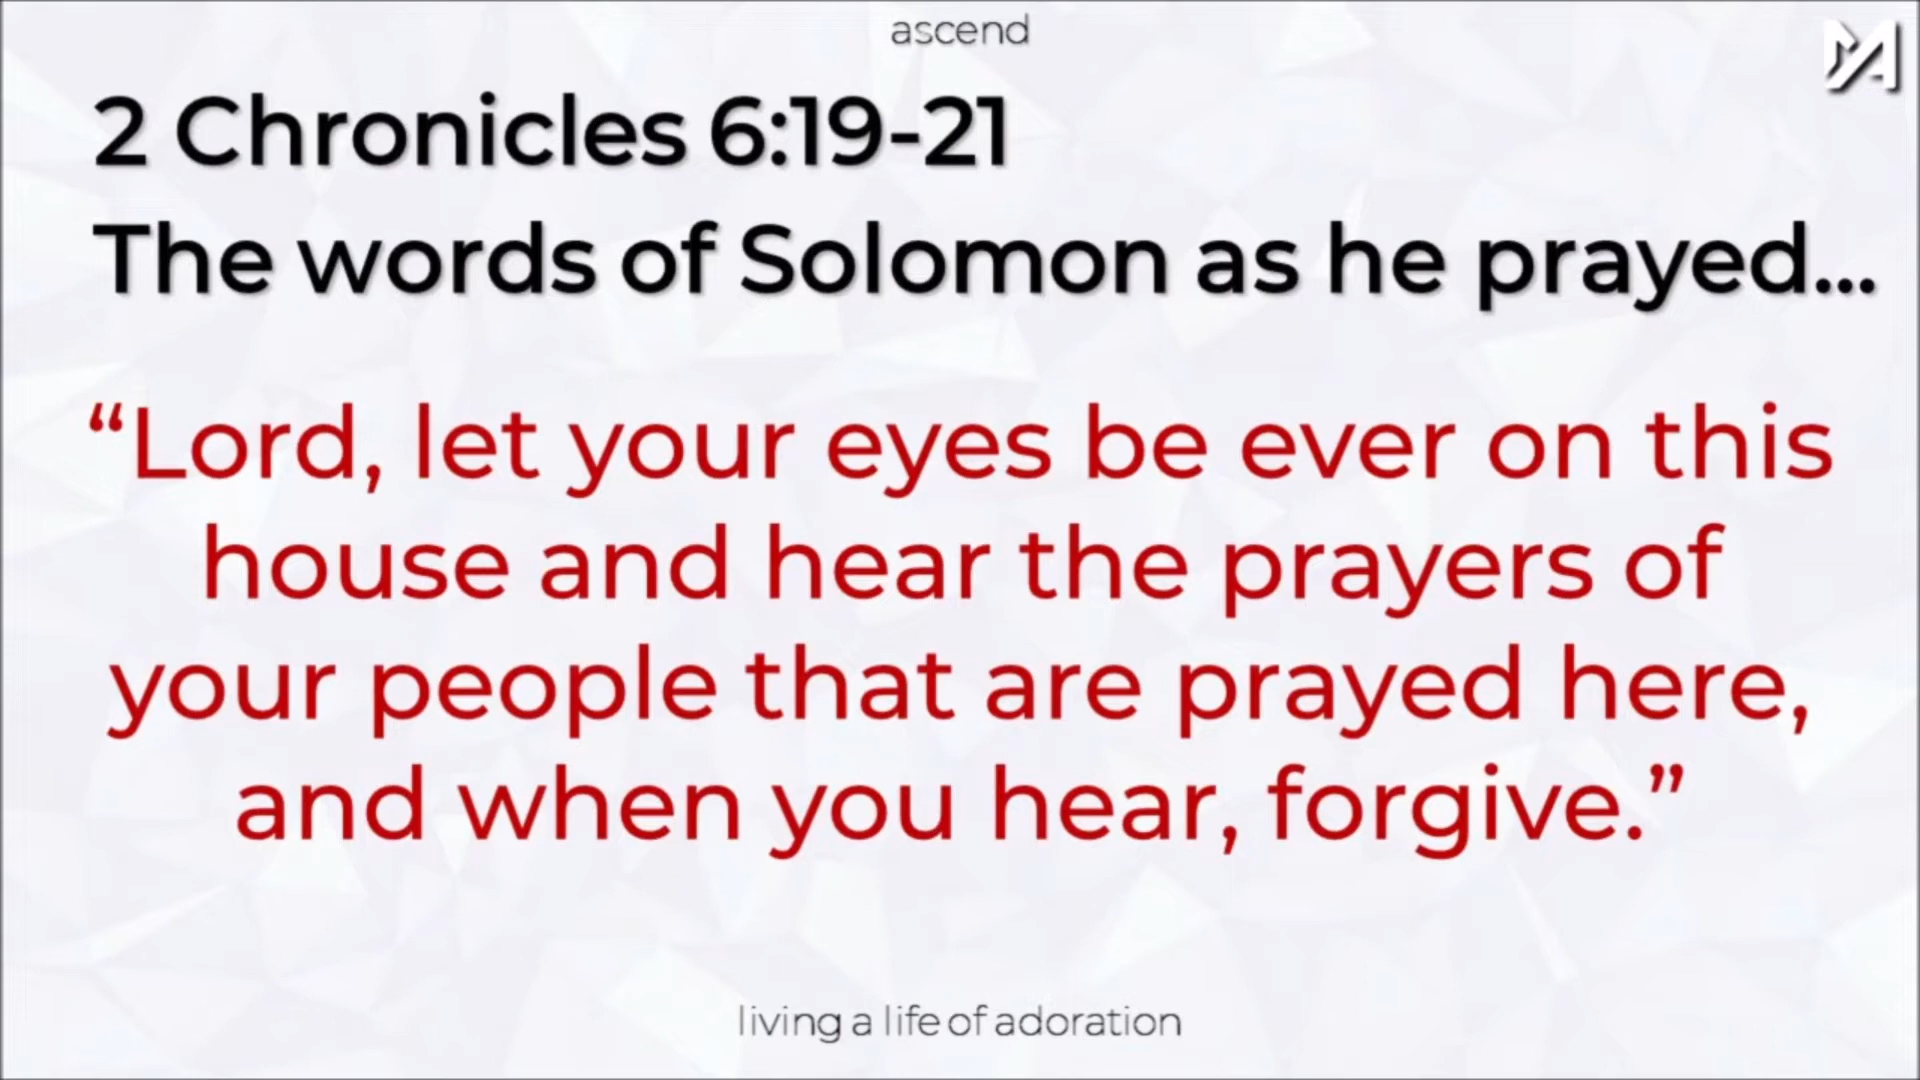 ascend
MA
2 Chronicles 6:19-21
The words of Solomon as he prayed...
“Lord, let your eyes be ever on this
house and hear the prayers of
your people that are prayed here,
and when you hear, forgive.”
living a life of adoration